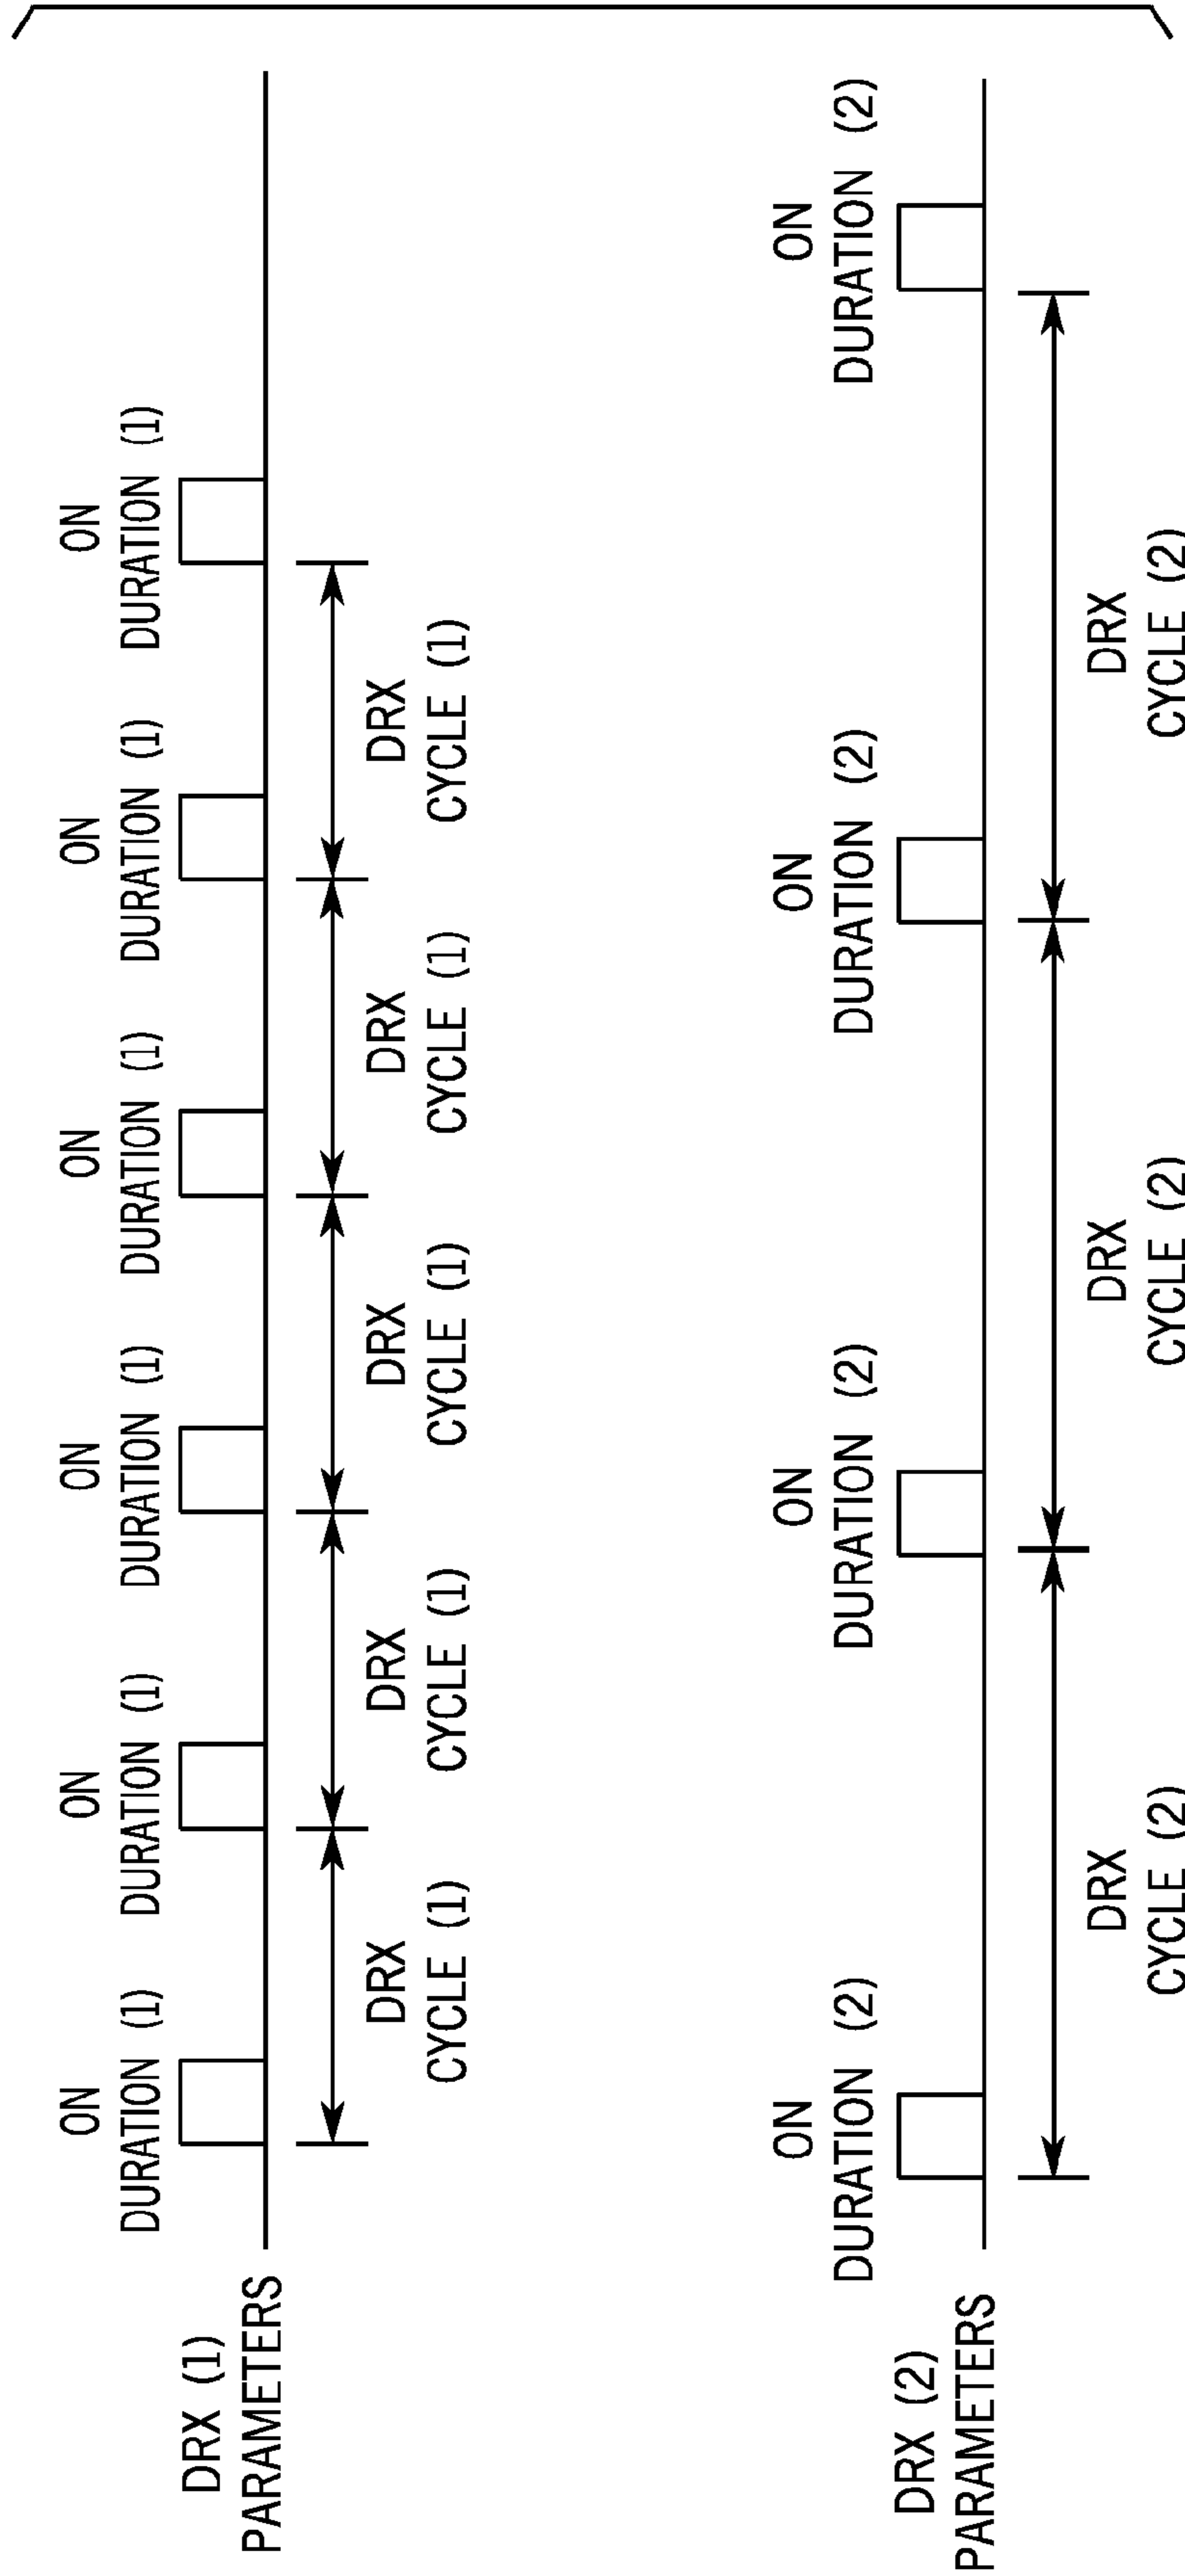 DRX (1)
PARAMETERS
ON
DURATION (1)
ON
DURATION (1)
ON
DURATION (1)
ON
DURATION (1)
ON
DURATION (1)
ON
DURATION (1)
DRX
CYCLE (1)
DRX
CYCLE (1)
DRX
CYCLE (1)
DRX
CYCLE (1)
DRX
CYCLE (1)
DRX (2)
PARAMETERS
ON
DURATION (2)
ON
DURATION (2)
ON
DURATION (2)
ON
DURATION (2)
DRX
CYCLE (2)
DRX
CYCLE (2)
DRX
CYCLE (2)